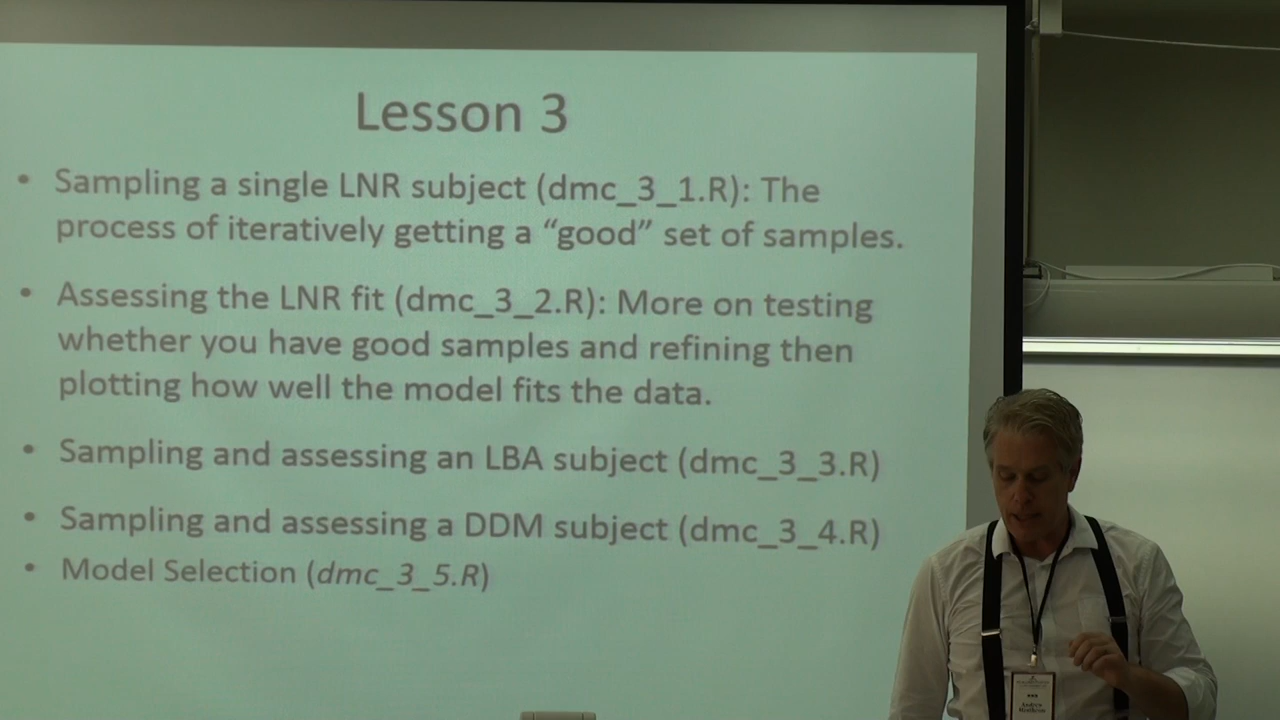 Lesson 3
• Sampling a single LNR subject (dmc_3_1.R): The
process of iteratively getting a “good” set of samples.
• Assessing the LNR fit (dmc_3_2.R): More on testing
whether you have good samples and refining then
plotting how well the model fits the data.
• Sampling and assessing an LBA subject (dmc_3_3.R)
• Sampling and assessing a DDM subject (dmc_3_4.R)
• Model Selection (dmc_3_5.R)
Andrew